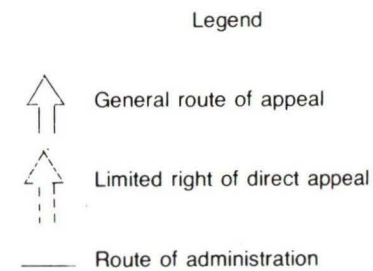 Legend
General route of appeal
Limited right of direct appeal
Route of administration